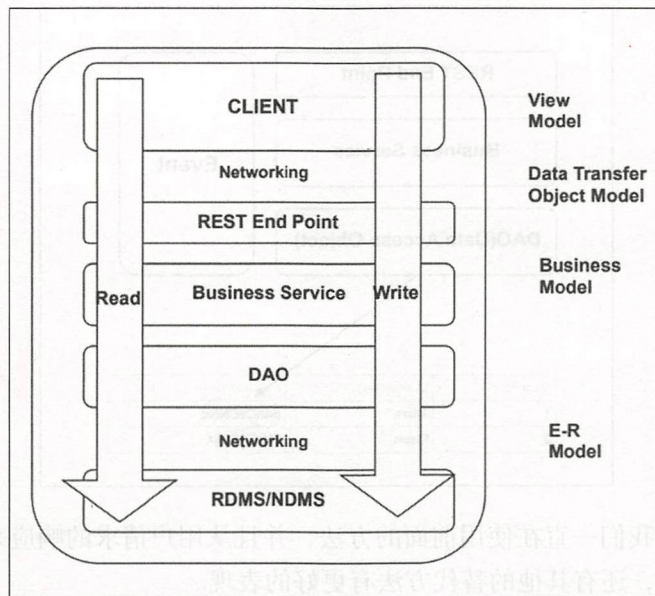 CLIENT
View
Model
Networking
Data Transfer
Object Model
REST End Point
Business
Model
Read
Business Service
Write
DAO
Networking
E-R
Model
RDMS/NDMS